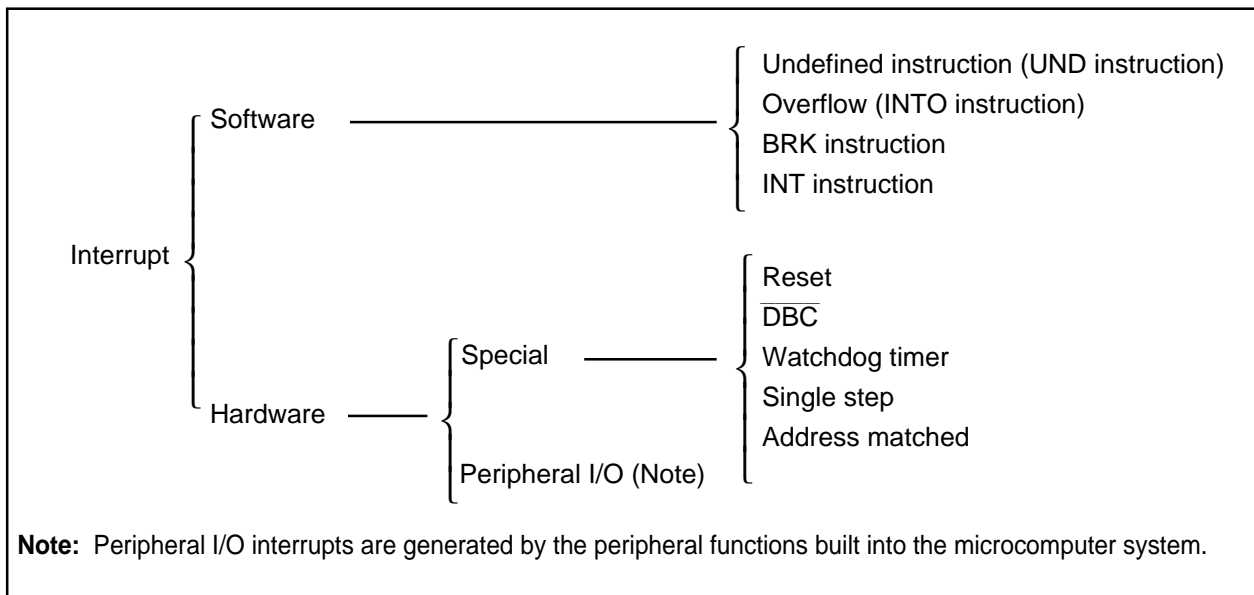 Interrupt
Software
Undefined instruction (UND instruction)
Overflow (INTO instruction)
BRK instruction
INT instruction
Hardware
Special
Reset
D̅B̅C̅
Watchdog timer
Single step
Address matched
Peripheral I/O (Note)
Note: Peripheral I/O interrupts are generated by the peripheral functions built into the microcomputer system.